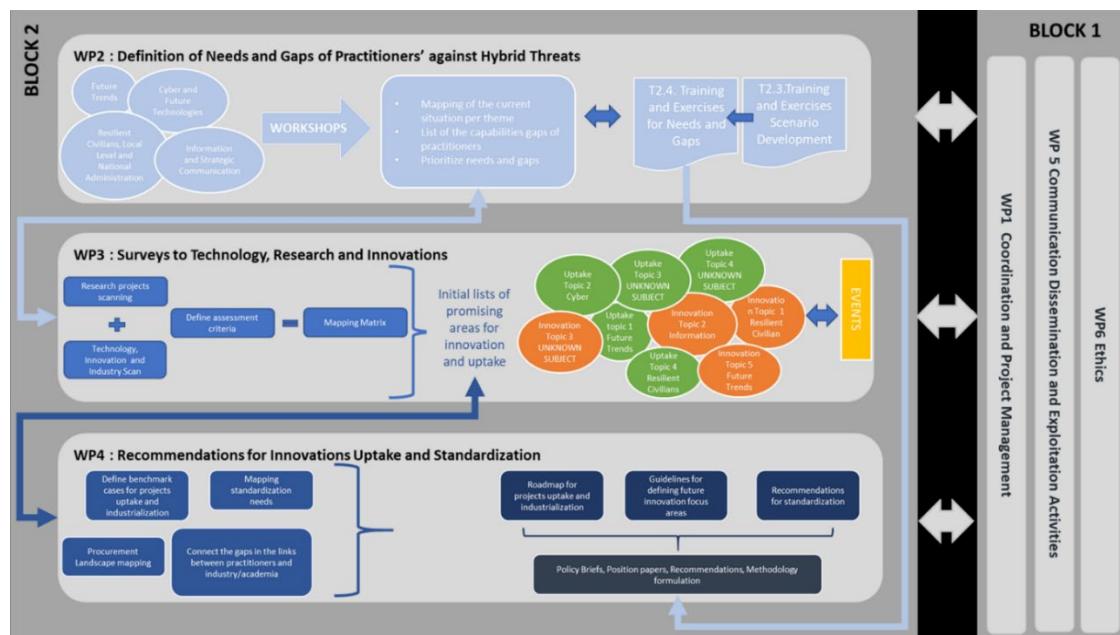 BLOCK 2
WP2 : Definition of Needs and Gaps of Practitioners' against Hybrid Threats
Future
Trends
Cyber and
Future
Technologies
Resilient
Civilians, Local
Level and
National
Administration
Information
and Strategic
Communication
WORKSHOPS
• Mapping of the current
situation per theme
• List of the capabilities gaps of
practitioners
• Prioritize needs and gaps
T2.4. Training
and Exercises
for Needs and
Gaps
T2.3.Training
and Exercises
Scenario
Development
WP3 : Surveys to Technology, Research and Innovations
Research projects
scanning
Technology,
Innovation and
Industry Scan
Define assessment
criteria
Mapping Matrix
Initial lists of
promising
areas for
innovation
and uptake
Uptake
Topic 2
Cyber
Uptake
Topic 3
UNKNOWN
SUBJECT
Uptake
Topic 4
UNKNOWN
SUBJECT
Innovation
Topic 3
UNKNOWN
SUBJECT
Uptake
topic 1
Future
Trends
Innovation
Topic 2
Information
Innovatio
n Topic 1
Resilient
Civilian
Uptake
Topic 4
Resilient
Civilians
Innovation
Topic 5
Future
Trends
EVENTS
WP4 : Recommendations for Innovations Uptake and Standardization
Define benchmark
cases for projects
uptake and
industrialization
Mapping
standardization
needs
Procurement
Landscape mapping
Connect the gaps in the links
between practitioners and
industry/academia
Roadmap for
projects uptake and
industrialization
Guidelines for
defining future
innovation focus
areas
Recommendations
for standardization
Policy Briefs, Position papers, Recommendations, Methodology
formulation
BLOCK 1
WP1 Coordination and Project Management
WP 5 Communication Dissemination and Exploitation Activities
WP6 Ethics